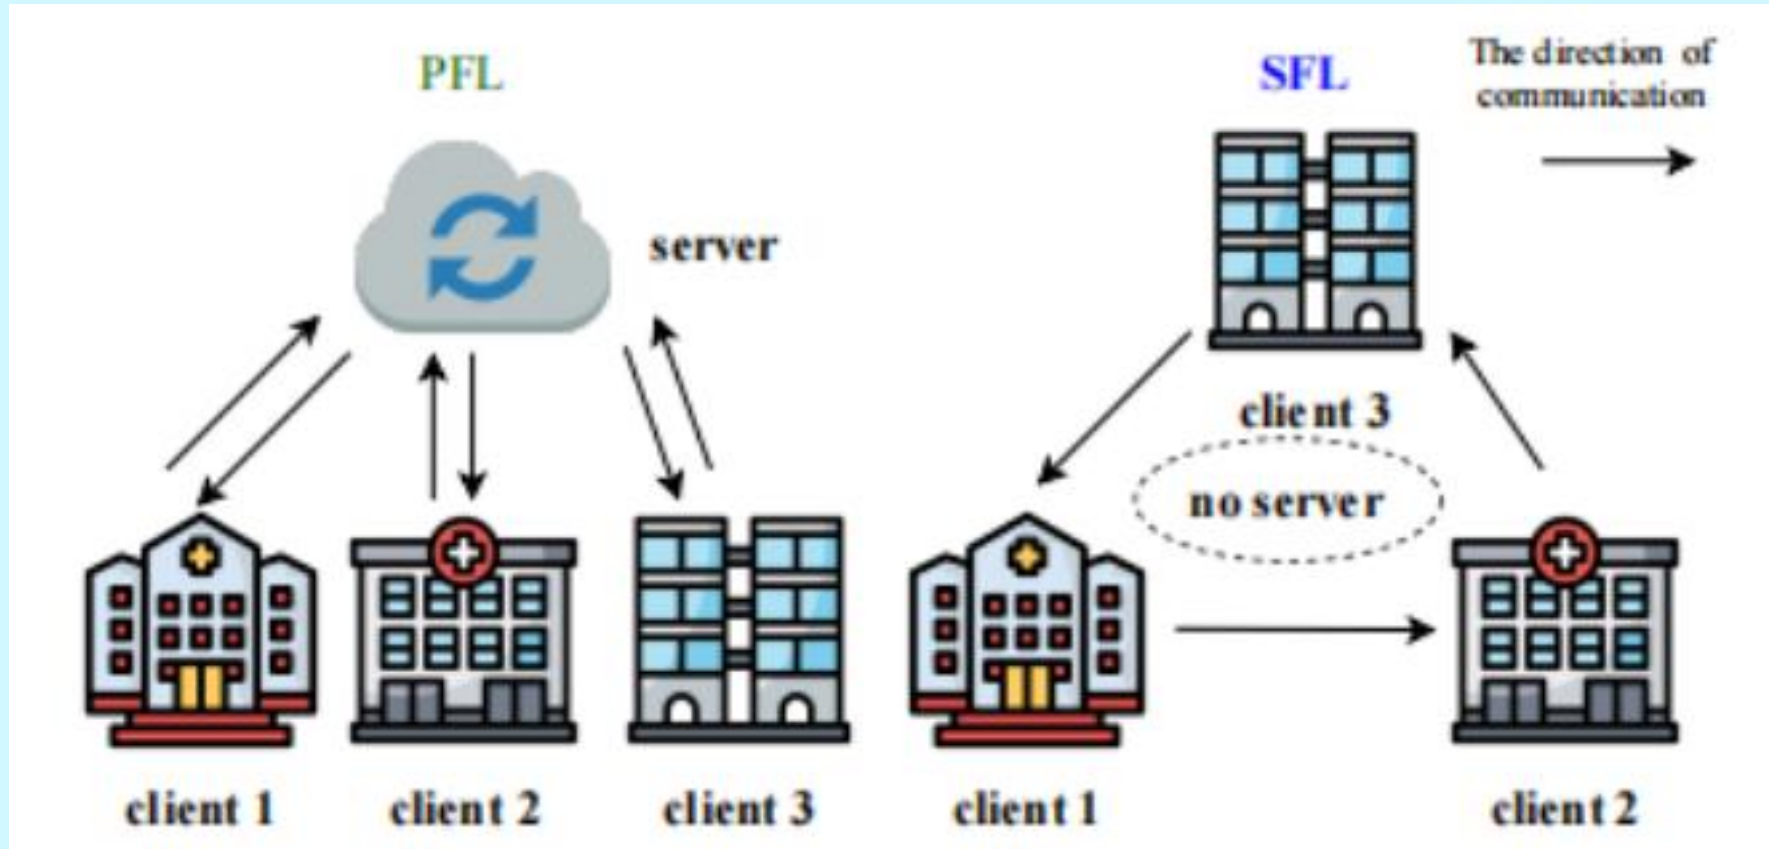 PFL
server
client 1
client 2
client 3
SFL
The direction of
communication
client 3
no server
client 1
client 2